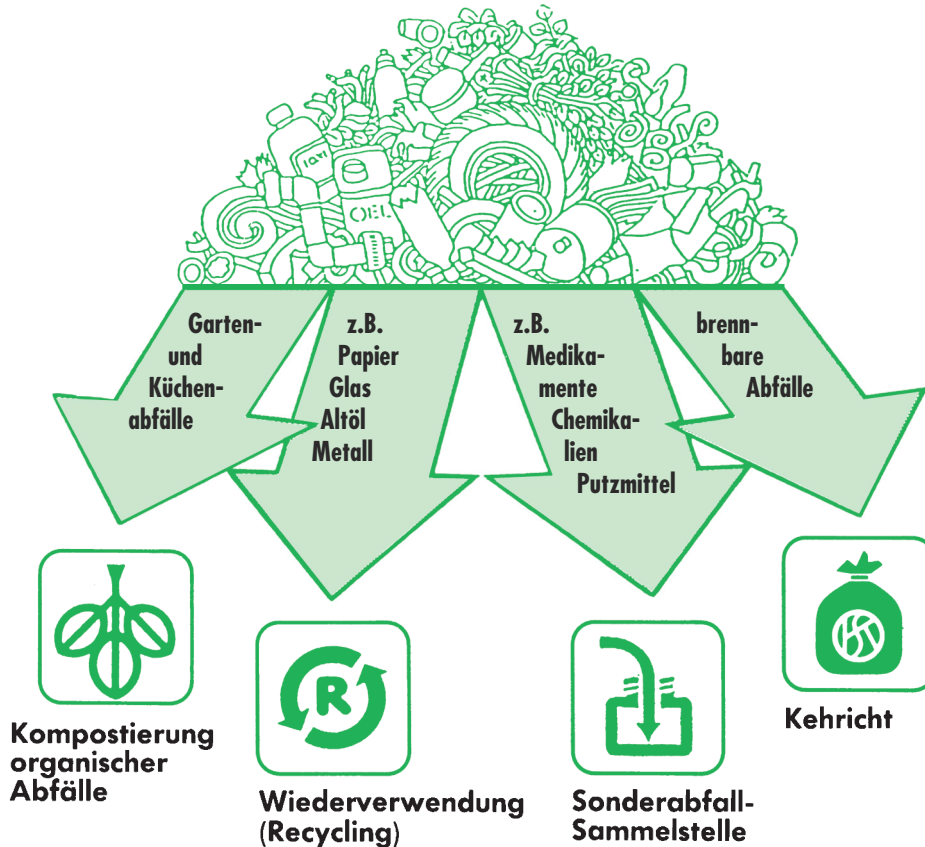 OEL
Garten-
und
Küchen-
abfälle
z.B.
Papier
Glas
Altöl
Metall
z.B.
Medika-
mente
Chemika-
lien
Putzmittel
brenn-
bare
Abfälle
Kompostierung
organischer
Abfälle
R
Wiederverwendung
(Recycling)
Sonderabfall-
Sammelstelle
Kehricht